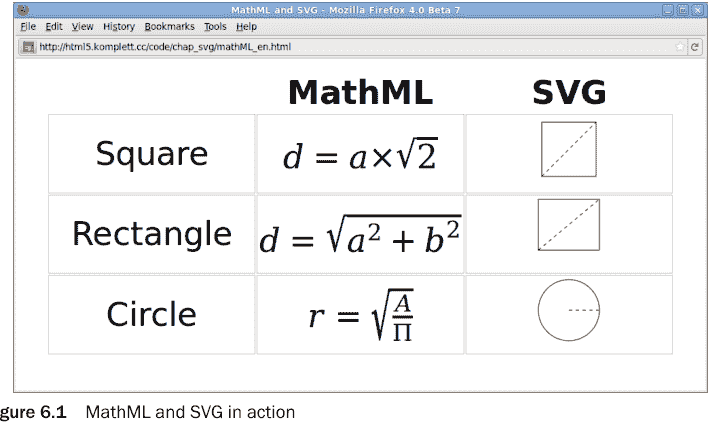 MathML and SVG - Mozilla Firefox 4.0 Beta 7
File Edit View History Bookmarks Tools Help
http://html5.komplett.cc/code/chap_svg/mathML_en.html
MathML SVG
Square d = a×√2
Rectangle d = √(a² + b²)
Circle r = √(A/Π)
gure 6.1 MathML and SVG in action